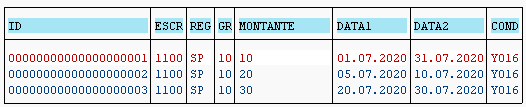 ID ESCR REG GR MONTANTE DATA1 DATA2 COND
00000000000000000001 1100 SP 10 10 01.07.2020 31.07.2020 Y016
00000000000000000002 1100 SP 10 20 05.07.2020 10.07.2020 Y016
00000000000000000003 1100 SP 10 30 20.07.2020 30.07.2020 Y016